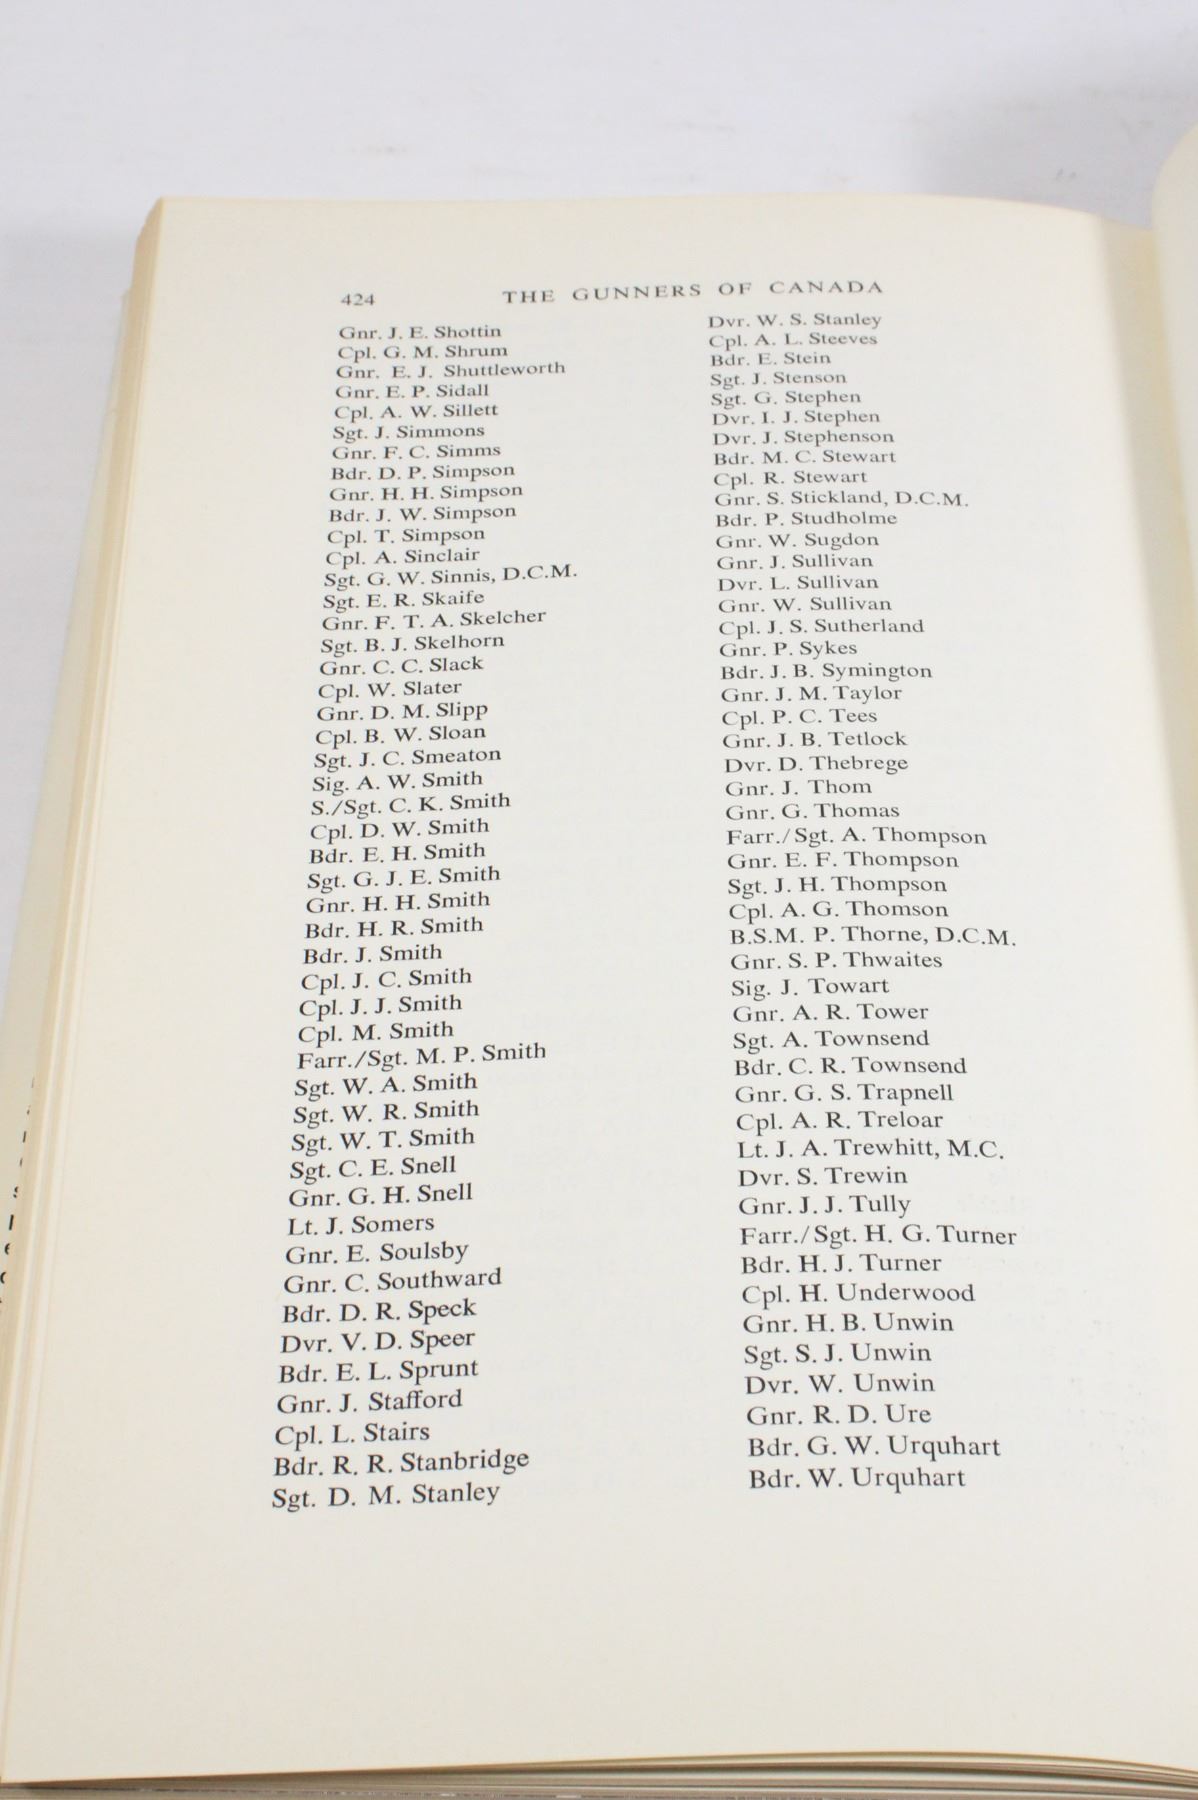 424 THE GUNNERS OF CANADA
Gnr. J. E. Shottin
Cpl. G. M. Shrum
Gnr. E. J. Shuttleworth
Gnr. E. P. Sidall
Cpl. A. W. Sillett
Sgt. J. Simmons
Gnr. F. C. Simms
Bdr. D. P. Simpson
Gnr. H. H. Simpson
Bdr. J. W. Simpson
Cpl. T. Simpson
Cpl. A. Sinclair
Sgt. G. W. Sinnis, D.C.M.
Sgt. E. R. Skaife
Gnr. F. T. A. Skelcher
Sgt. B. J. Skelhorn
Gnr. C. C. Slack
Cpl. W. Slater
Gnr. D. M. Slipp
Cpl. B. W. Sloan
Sgt. J. C. Smeaton
Sig. A. W. Smith
S./Sgt. C. K. Smith
Cpl. D. W. Smith
Bdr. E. H. Smith
Sgt. G. J. E. Smith
Gnr. H. H. Smith
Bdr. H. R. Smith
Bdr. J. Smith
Cpl. J. C. Smith
Cpl. J. J. Smith
Cpl. M. Smith
Farr./Sgt. M. P. Smith
Sgt. W. A. Smith
Sgt. W. R. Smith
Sgt. W. T. Smith
Sgt. C. E. Snell
Gnr. G. H. Snell
Lt. J. Somers
Gnr. E. Soulsby
Gnr. C. Southward
Bdr. D. R. Speck
Dvr. V. D. Speer
Bdr. E. L. Sprunt
Gnr. J. Stafford
Cpl. L. Stairs
Bdr. R. R. Stanbridge
Sgt. D. M. Stanley
Dvr. W. S. Stanley
Cpl. A. L. Steeves
Bdr. E. Stein
Sgt. J. Stenson
Sgt. G. Stephen
Dvr. I. J. Stephen
Dvr. J. Stephenson
Bdr. M. C. Stewart
Cpl. R. Stewart
Gnr. S. Stickland, D.C.M.
Bdr. P. Studholme
Gnr. W. Sugdon
Gnr. J. Sullivan
Dvr. L. Sullivan
Gnr. W. Sullivan
Cpl. J. S. Sutherland
Gnr. P. Sykes
Bdr. J. B. Symington
Gnr. J. M. Taylor
Cpl. P. C. Tees
Gnr. J. B. Tetlock
Dvr. D. Thebrege
Gnr. J. Thom
Gnr. G. Thomas
Farr./Sgt. A. Thompson
Gnr. E. F. Thompson
Sgt. J. H. Thompson
Cpl. A. G. Thomson
B.S.M. P. Thorne, D.C.M.
Gnr. S. P. Thwaites
Sig. J. Towart
Gnr. A. R. Tower
Sgt. A. Townsend
Bdr. C. R. Townsend
Gnr. G. S. Trapnell
Cpl. A. R. Treloar
Lt. J. A. Trewhitt, M.C.
Dvr. S. Trewin
Gnr. J. J. Tully
Farr./Sgt. H. G. Turner
Bdr. H. J. Turner
Cpl. H. Underwood
Gnr. H. B. Unwin
Sgt. S. J. Unwin
Dvr. W. Unwin
Gnr. R. D. Ure
Bdr. G. W. Urquhart
Bdr. W. Urquhart